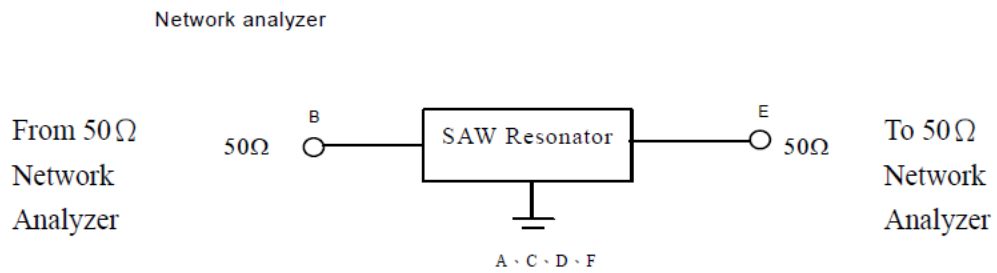 Network analyzer
From 50Ω
Network
Analyzer
50Ω
B
SAW Resonator
E
50Ω
To 50Ω
Network
Analyzer
A、C、D、F